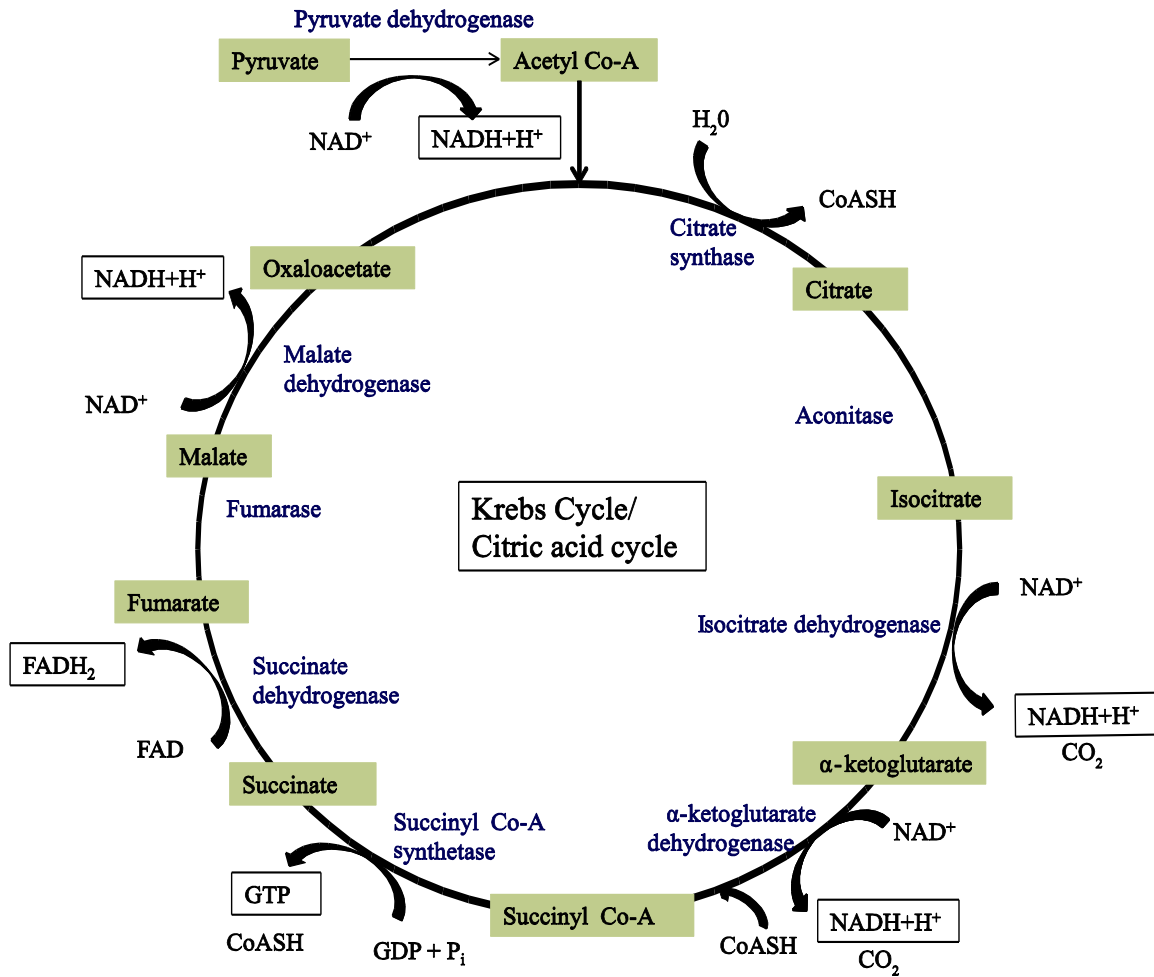 Pyruvate dehydrogenase
Pyruvate
Acetyl Co-A
NAD⁺
NADH+H⁺
H₂0
CoASH
Citrate
synthase
Citrate
Aconitase
Isocitrate
NAD⁺
Isocitrate dehydrogenase
NADH+H⁺
CO₂
α-ketoglutarate
NAD⁺
α-ketoglutarate
dehydrogenase
NADH+H⁺
CO₂
CoASH
Succinyl Co-A
Succinyl Co-A
synthetase
GDP + Pᵢ
GTP
CoASH
Succinate
FAD
Succinate
dehydrogenase
FADH₂
Fumarate
Fumarase
Malate
NAD⁺
Malate
dehydrogenase
NADH+H⁺
Oxaloacetate
Krebs Cycle/
Citric acid cycle